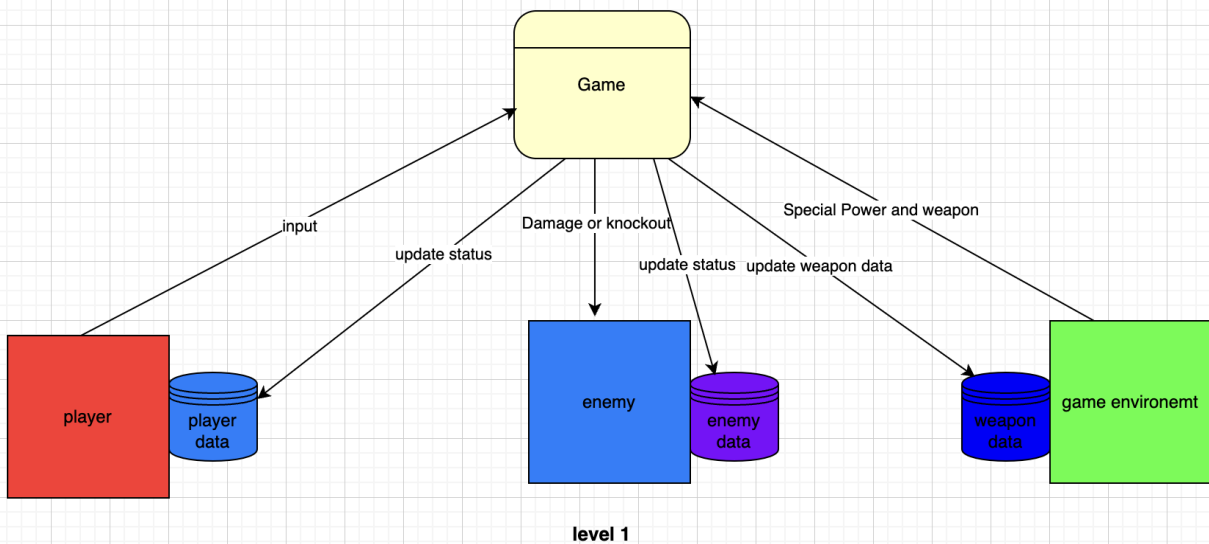 Game
Special Power and weapon
Damage or knockout
input
update status
update status
update weapon data
player
player
data
enemy
enemy
data
weapon
data
game environemt
level 1